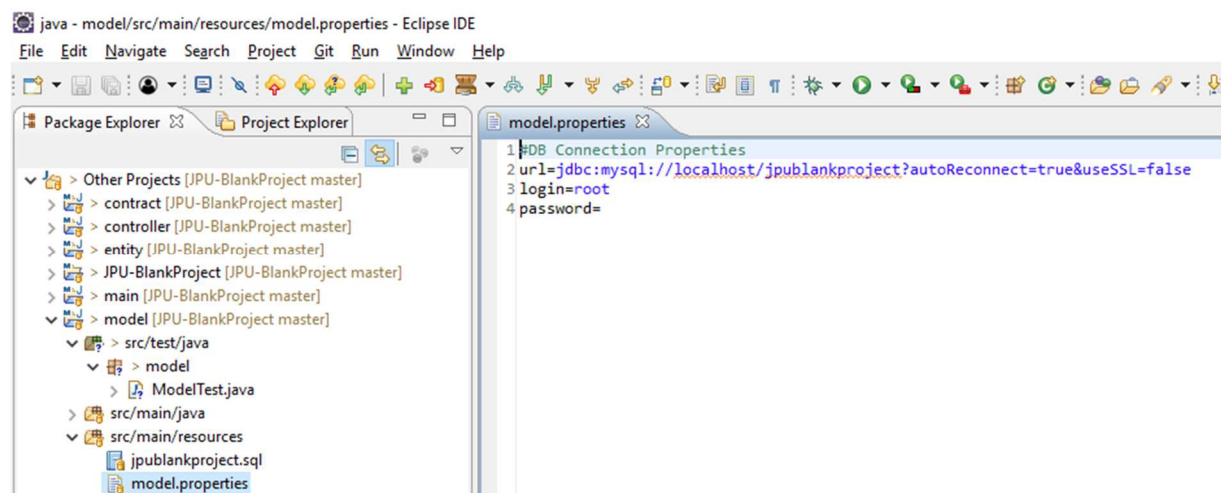 java - model/src/main/resources/model.properties - Eclipse IDE
File Edit Navigate Search Project Git Run Window Help
Package Explorer Project Explorer
> Other Projects [JPU-BlankProject master]
> contract [JPU-BlankProject master]
> controller [JPU-BlankProject master]
> entity [JPU-BlankProject master]
> JPU-BlankProject [JPU-BlankProject master]
> main [JPU-BlankProject master]
> model [JPU-BlankProject master]
> src/test/java
> model
ModelTest.java
src/main/java
src/main/resources
jpublankproject.sql
model.properties
model.properties
1 #DB Connection Properties
2 url=jdbc:mysql://localhost/jpublankproject?autoReconnect=true&useSSL=false
3 login=root
4 password=